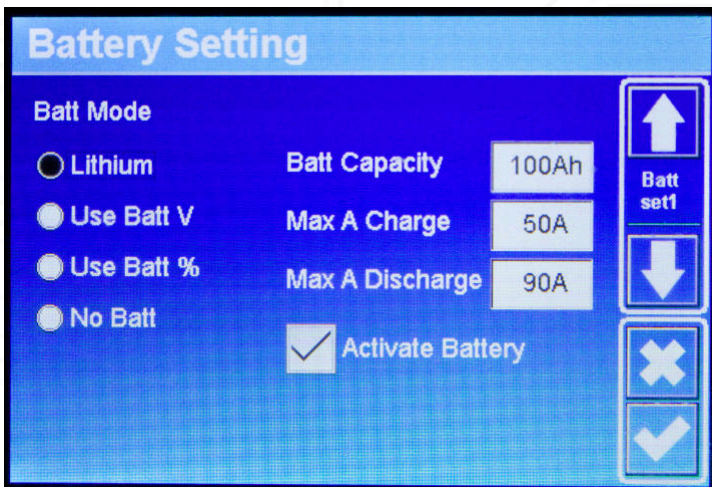 Battery Setting
Batt Mode
Lithium
Use Batt V
Use Batt %
No Batt
Batt Capacity 100Ah
Max A Charge 50A
Max A Discharge 90A
Activate Battery
Batt
set1